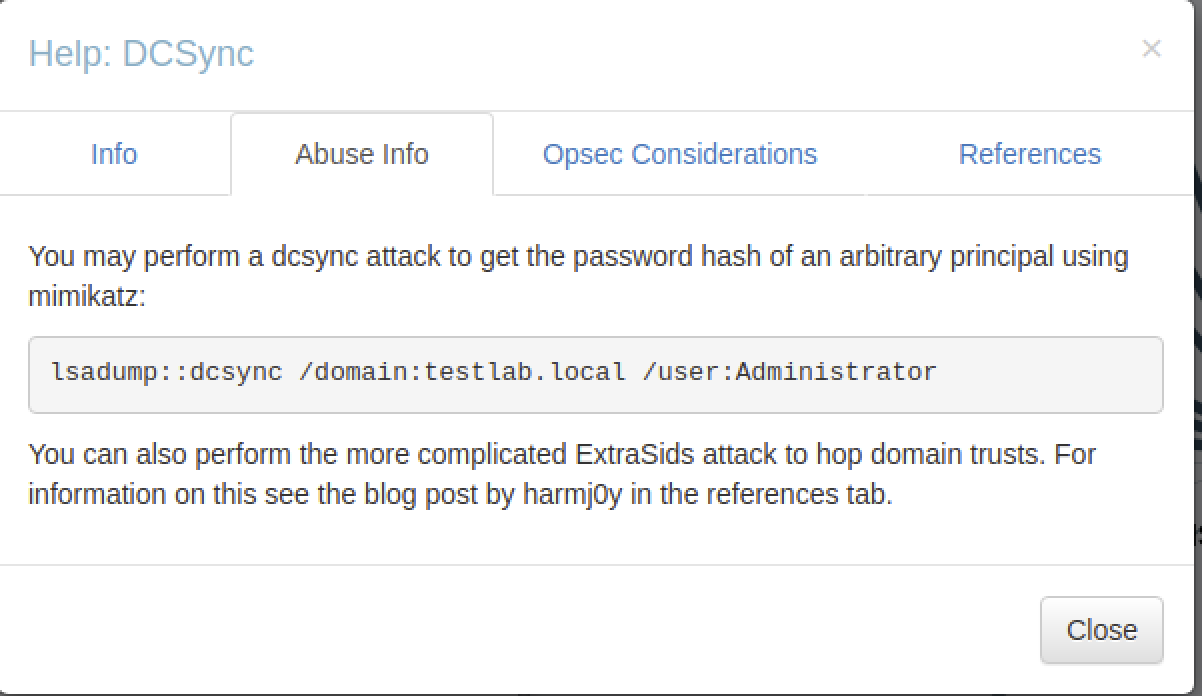 Help: DCSync
×
Info
Abuse Info
Opsec Considerations
References
You may perform a dcsync attack to get the password hash of an arbitrary principal using
mimikatz:
lsadump::dcsync /domain:testlab.local /user:Administrator
You can also perform the more complicated ExtraSids attack to hop domain trusts. For
information on this see the blog post by harmj0y in the references tab.
Close